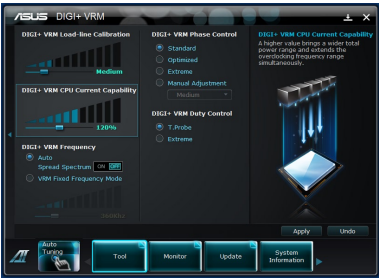 ASUS DIGI+ VRM
DIGI+ VRM Load-line Calibration
Medium
DIGI+ VRM CPU Current Capability
120%
DIGI+ VRM Frequency
Auto
Spread Spectrum ON OFF
VRM Fixed Frequency Mode
DIGI+ VRM Phase Control
Standard
Optimized
Extreme
Manual Adjustment
Medium
DIGI+ VRM Duty Control
T.Probe
Extreme
DIGI+ VRM CPU Current Capability
A higher value brings a wider total
power range and extends the
overclocking frequency range
simultaneously.
Apply Undo
Auto
Tuning
Tool
Monitor
Update
System
Information